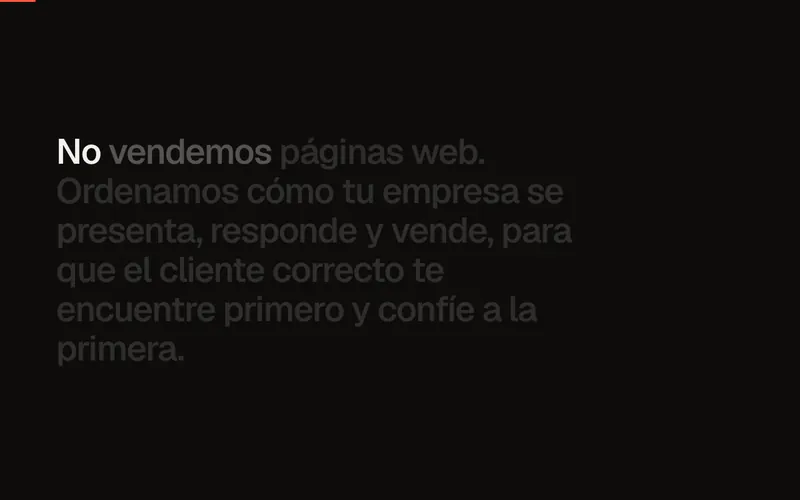 No vendemos páginas web.
Ordenamos cómo tu empresa se
presenta, responde y vende, para
que el cliente correcto te
encuentre primero y confíe a la
primera.